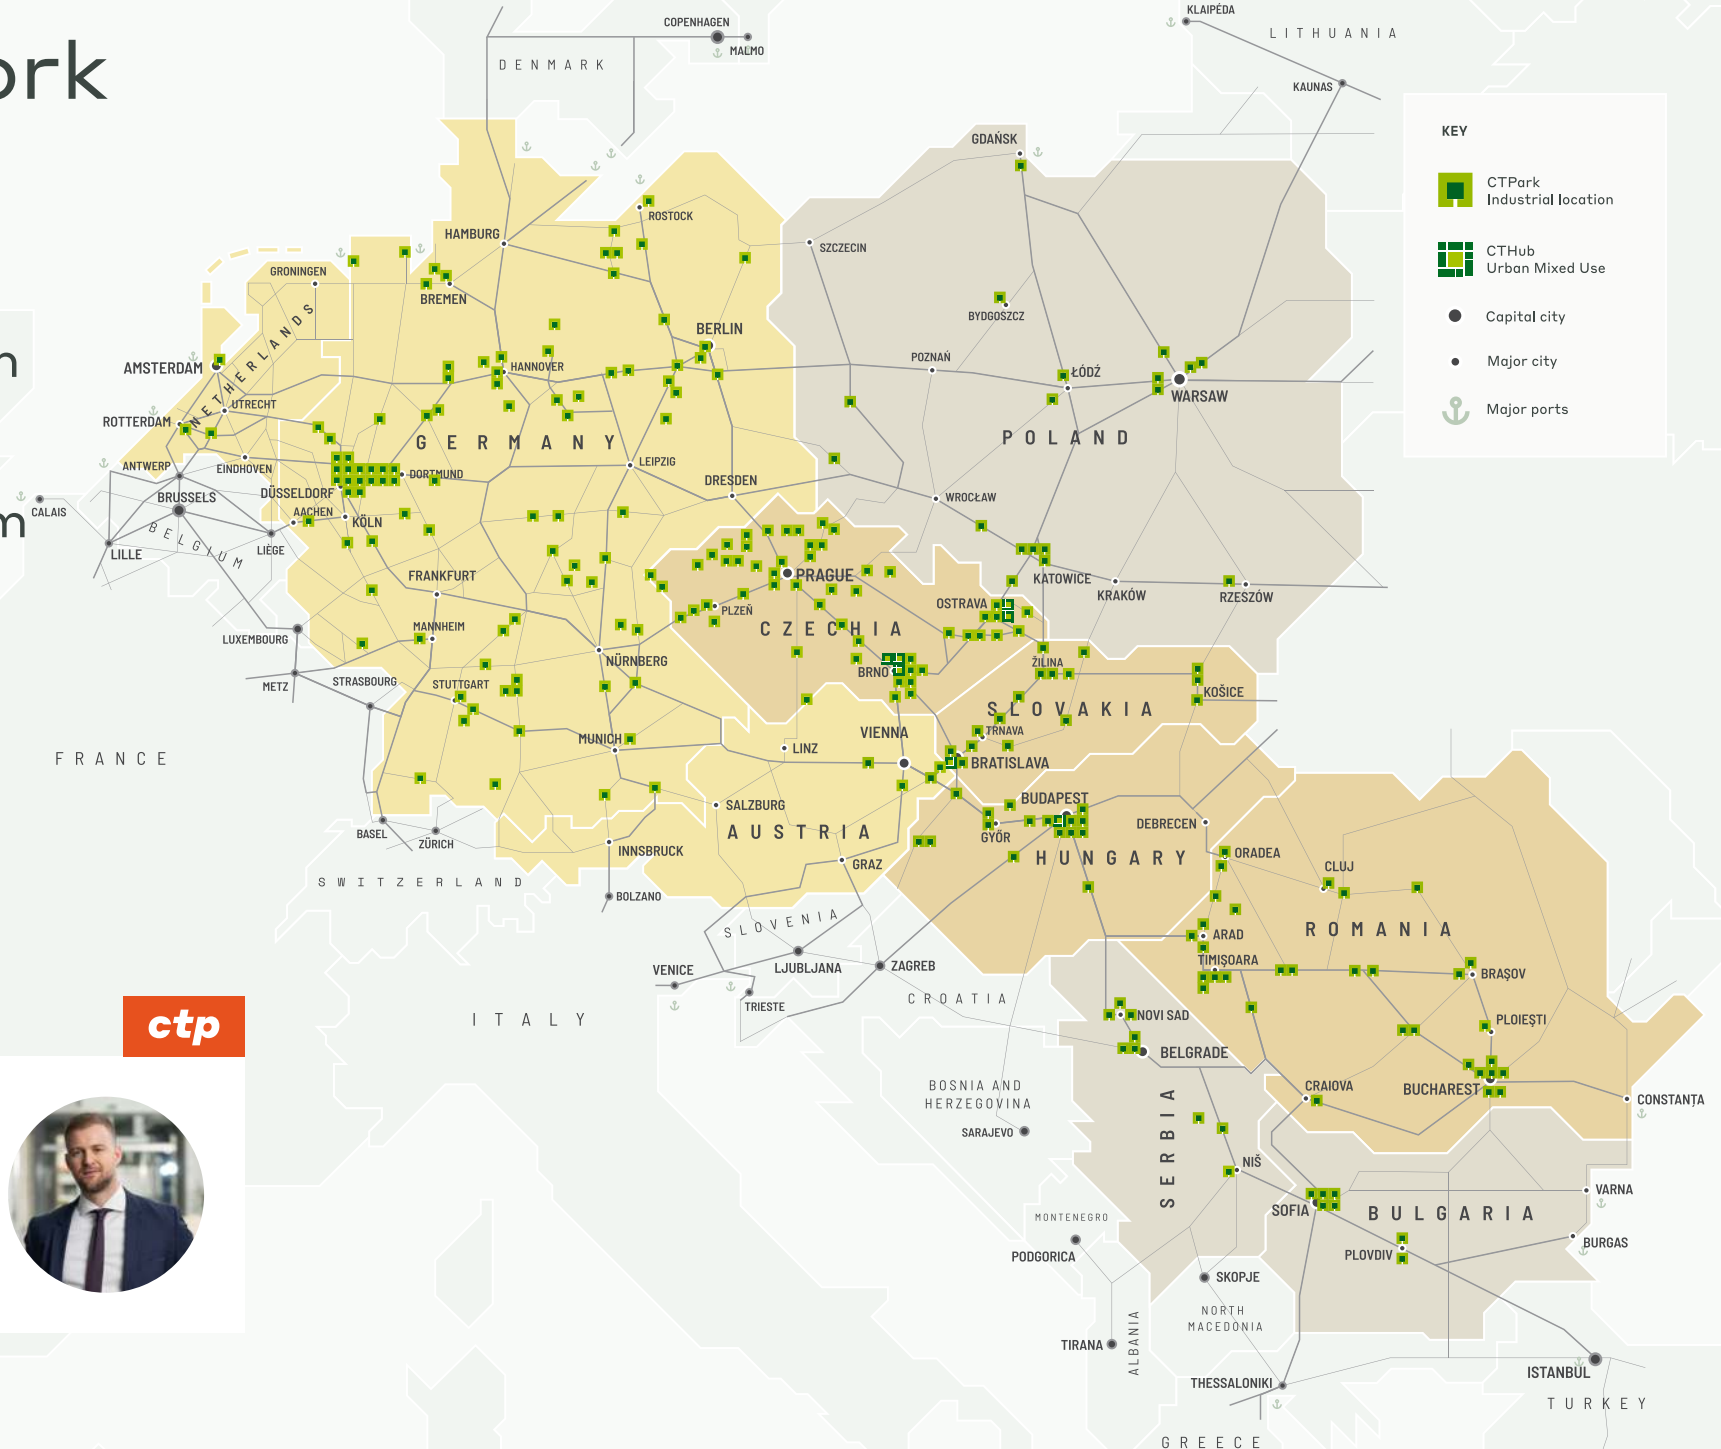 ork
n
m
KEY
CTPark
Industrial location
CTHub
Urban Mixed Use
Capital city
Major city
Major ports
COPENHAGEN
MALMO
DENMARK
KLAIPÉDA
LITHUANIA
KAUNAS
GDAŃSK
ROSTOCK
HAMBURG
SZCZECIN
GRONINGEN
BREMEN
BYDGOSZCZ
NETHERLANDS
BERLIN
AMSTERDAM
HANNOVER
POZNAŃ
ŁÓDŹ
WARSAW
UTRECHT
ROTTERDAM
GERMANY
POLAND
ANTWERP
EINDHOVEN
DORTMUND
LEIPZIG
DRESDEN
BRUSSELS
DÜSSELDORF
WROCŁAW
CALAIS
AACHEN
KÖLN
BELGIUM
LILLE
LIÈGE
FRANKFURT
PRAGUE
KATOWICE
KRAKÓW
RZESZÓW
OSTRAVA
PLZEŇ
CZECHIA
LUXEMBOURG
MANNHEIM
NÜRNBERG
BRNO
ŽILINA
METZ
STRASBOURG
STUTTGART
KOŠICE
SLOVAKIA
FRANCE
MUNICH
LINZ
VIENNA
TRNAVA
BRATISLAVA
SALZBURG
BUDAPEST
AUSTRIA
BASEL
ZÜRICH
GYÖR
DEBRECEN
INNSBRUCK
GRAZ
HUNGARY
ORADEA
CLUJ
SWITZERLAND
BOLZANO
SLOVENIA
ROMANIA
ARAD
TIMIŞOARA
VENICE
LJUBLJANA
ZAGREB
BRAŞOV
CROATIA
TRIESTE
ITALY
NOVI SAD
PLOIEŞTI
ctp
BELGRADE
BOSNIA AND
HERZEGOVINA
CRAIOVA
BUCHAREST
CONSTANȚA
SARAJEVO
SERBIA
NIŠ
VARNA
SOFIA
BULGARIA
MONTENEGRO
PODGORICA
PLOVDIV
BURGAS
SKOPJE
NORTH
MACEDONIA
TIRANA
ALBANIA
THESSALONIKI
ISTANBUL
TURKEY
GREECE